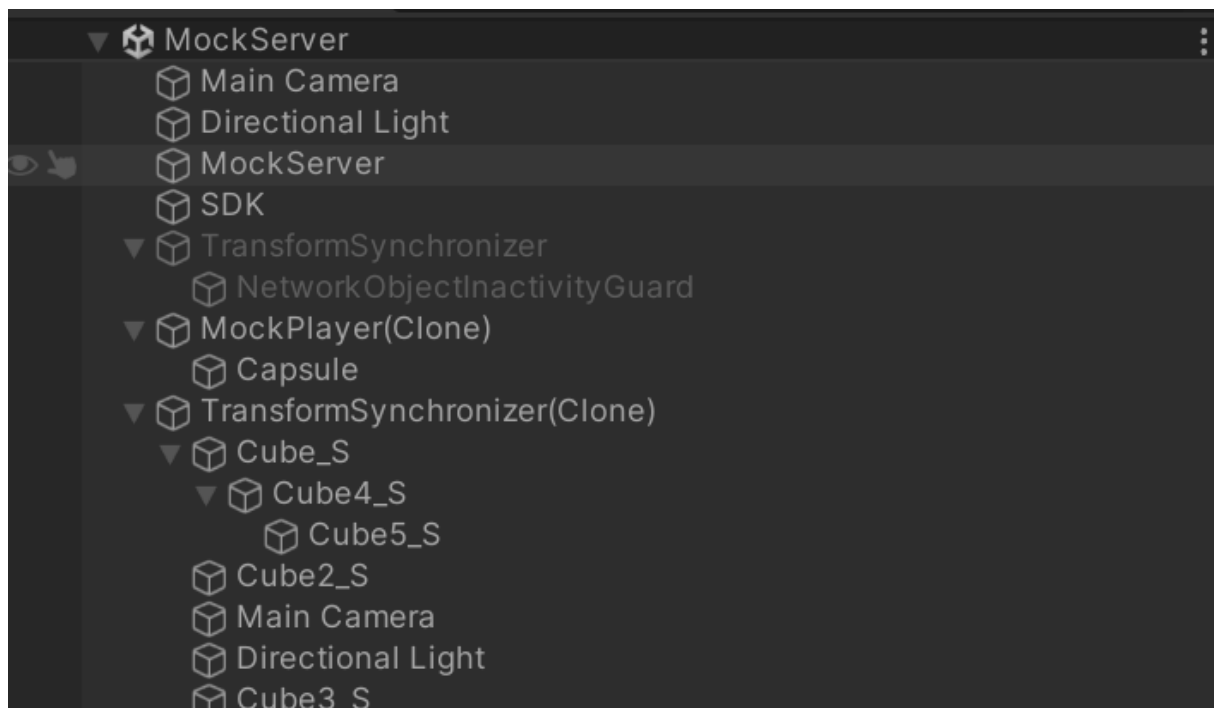 MockServer
Main Camera
Directional Light
MockServer
SDK
TransformSynchronizer
NetworkObjectInactivityGuard
MockPlayer(Clone)
Capsule
TransformSynchronizer(Clone)
Cube_S
Cube4_S
Cube5_S
Cube2_S
Main Camera
Directional Light
Cube3_S